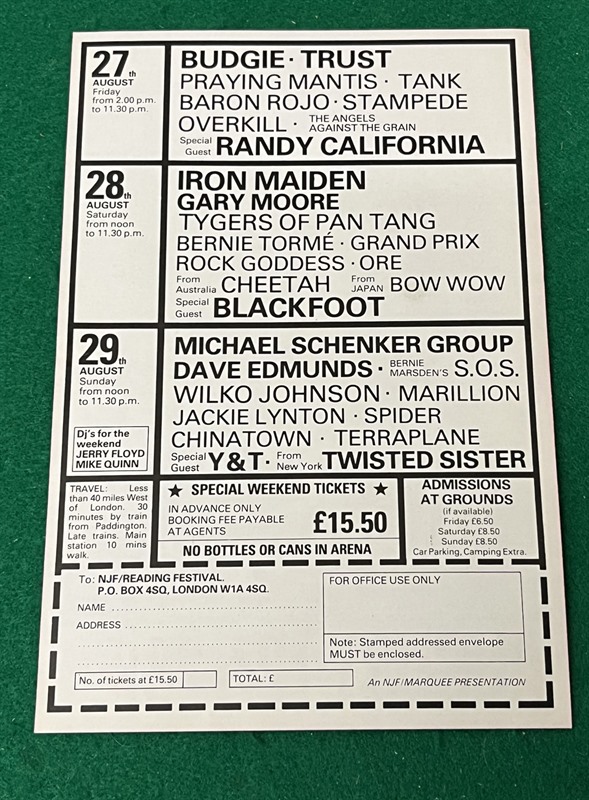 27th
AUGUST
Friday
from 2.00 p.m.
to 11.30 p.m.
BUDGIE · TRUST
PRAYING MANTIS · TANK
BARON ROJO · STAMPEDE
OVERKILL · THE ANGELS AGAINST THE GRAIN
Special Guest RANDY CALIFORNIA
28th
AUGUST
Saturday
from noon
to 11.30 p.m.
IRON MAIDEN
GARY MOORE
TYGERS OF PAN TANG
BERNIE TORMÉ · GRAND PRIX
ROCK GODDESS · ORE
From Australia CHEETAH From JAPAN BOW WOW
Special Guest BLACKFOOT
29th
AUGUST
Sunday
from noon
to 11.30 p.m.
Dj's for the
weekend
JERRY FLOYD
MIKE QUINN
MICHAEL SCHENKER GROUP
DAVE EDMUNDS · BERNIE MARSDEN'S S.O.S.
WILKO JOHNSON · MARILLION
JACKIE LYNTON · SPIDER
CHINATOWN · TERRAPLANE
Special Guest Y&T · From New York TWISTED SISTER
TRAVEL: Less
than 40 miles West
of London. 30
minutes by train
from Paddington.
Late trains. Main
station 10 mins
walk.
★ SPECIAL WEEKEND TICKETS ★
IN ADVANCE ONLY
BOOKING FEE PAYABLE
AT AGENTS
£15.50
NO BOTTLES OR CANS IN ARENA
ADMISSIONS
AT GROUNDS
(if available)
Friday £6.50
Saturday £8.50
Sunday £8.50
Car Parking, Camping Extra.
To: NJF/READING FESTIVAL,
P.O. BOX 4SQ, LONDON W1A 4SQ.
NAME
ADDRESS
No. of tickets at £15.50
TOTAL: £
FOR OFFICE USE ONLY
Note: Stamped addressed envelope
MUST be enclosed.
An NJF/MARQUEE PRESENTATION